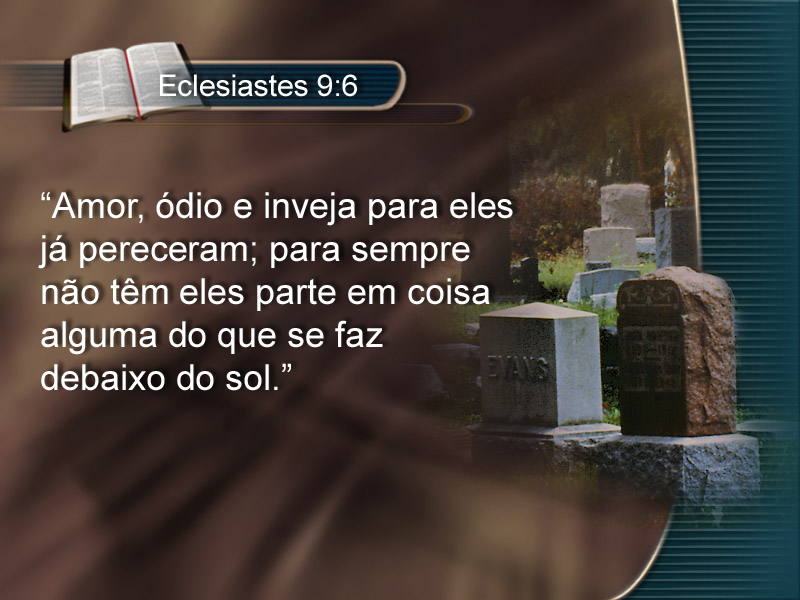 Eclesiastes 9:6
“Amor, ódio e inveja para eles
já pereceram; para sempre
não têm eles parte em coisa
alguma do que se faz
debaixo do sol.”
EVANS